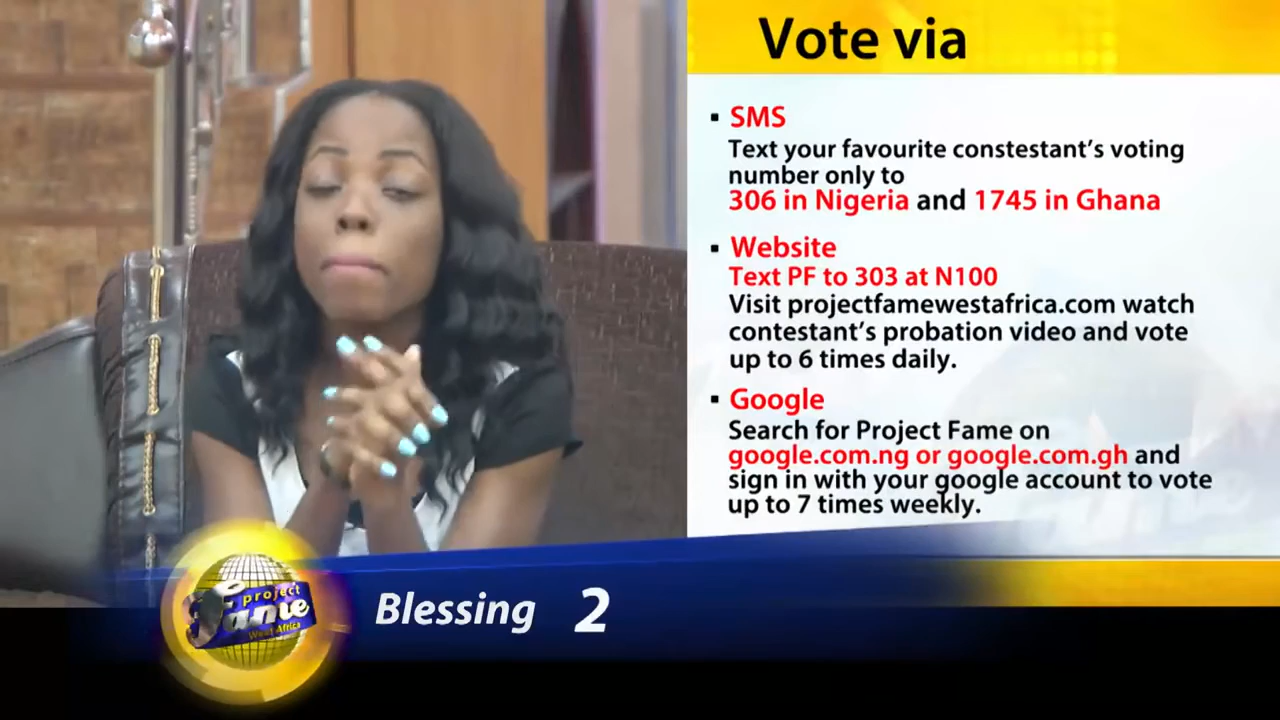 Vote via
▪ SMS
Text your favourite constestant's voting
number only to
306 in Nigeria and 1745 in Ghana
▪ Website
Text PF to 303 at N100
Visit projectfamewestafrica.com watch
contestant's probation video and vote
up to 6 times daily.
▪ Google
Search for Project Fame on
google.com.ng or google.com.gh and
sign in with your google account to vote
up to 7 times weekly.
project
Fame
West Africa
Blessing 2